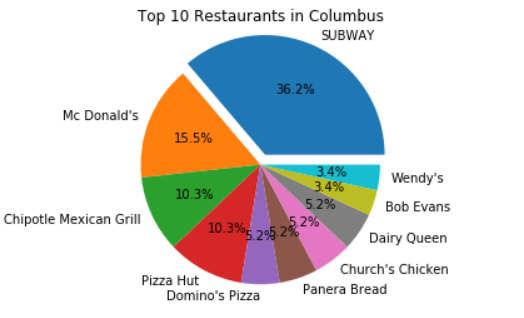 Top 10 Restaurants in Columbus
SUBWAY
36.2%
Mc Donald's
15.5%
Chipotle Mexican Grill
10.3%
Pizza Hut
10.3%
Domino's Pizza
5.2%
Panera Bread
5.2%
Church's Chicken
5.2%
Dairy Queen
5.2%
Bob Evans
3.4%
Wendy's
3.4%